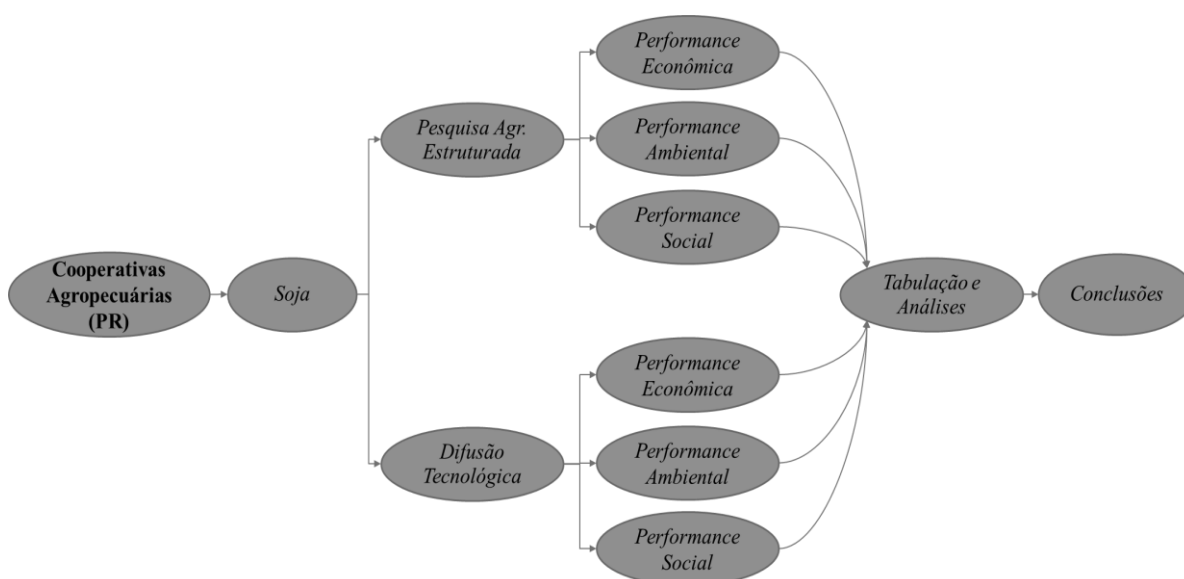 Cooperativas
Agropecuárias
(PR)
Soja
Pesquisa Agr.
Estruturada
Performance
Econômica
Performance
Ambiental
Performance
Social
Difusão
Tecnológica
Performance
Econômica
Performance
Ambiental
Performance
Social
Tabulação e
Análises
Conclusões